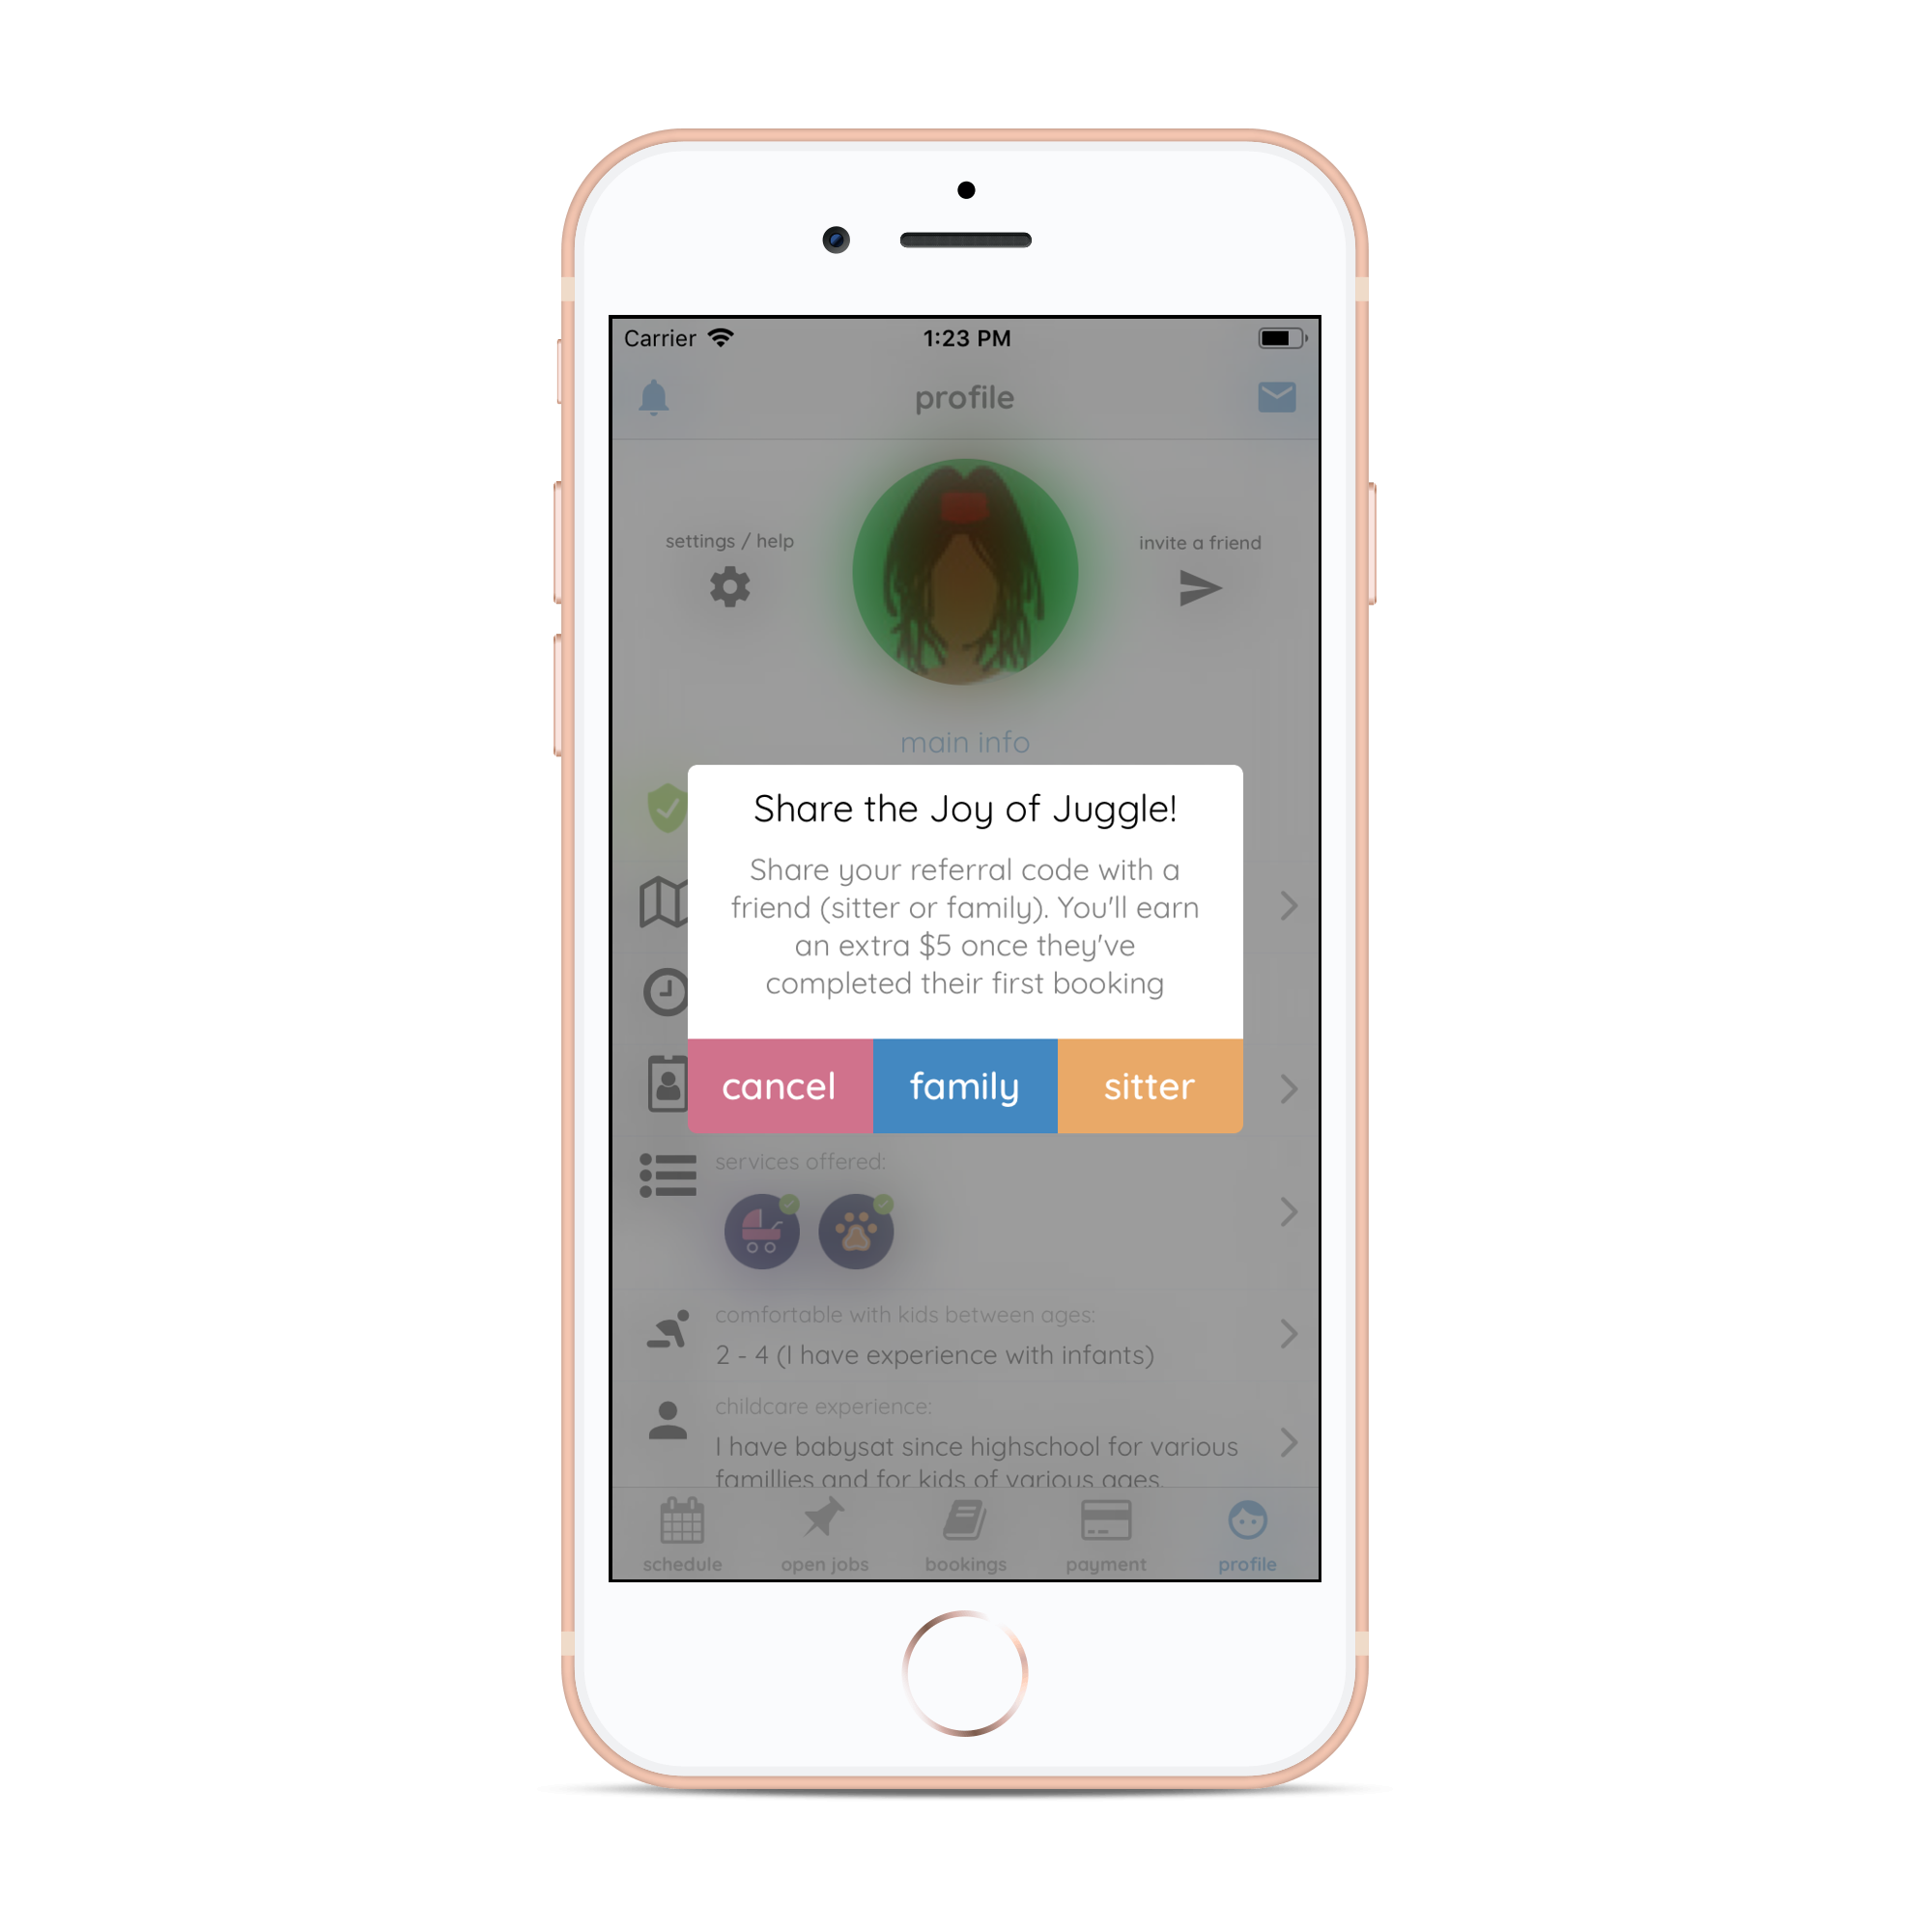 Carrier 1:23 PM
profile
settings / help
invite a friend
main info
Share the Joy of Juggle!
Share your referral code with a
friend (sitter or family). You'll earn
an extra $5 once they've
completed their first booking
cancel family sitter
services offered:
comfortable with kids between ages:
2 - 4 (I have experience with infants)
childcare experience:
I have babysat since highschool for various
famillies and for kids of various ages.
schedule open jobs bookings payment profile